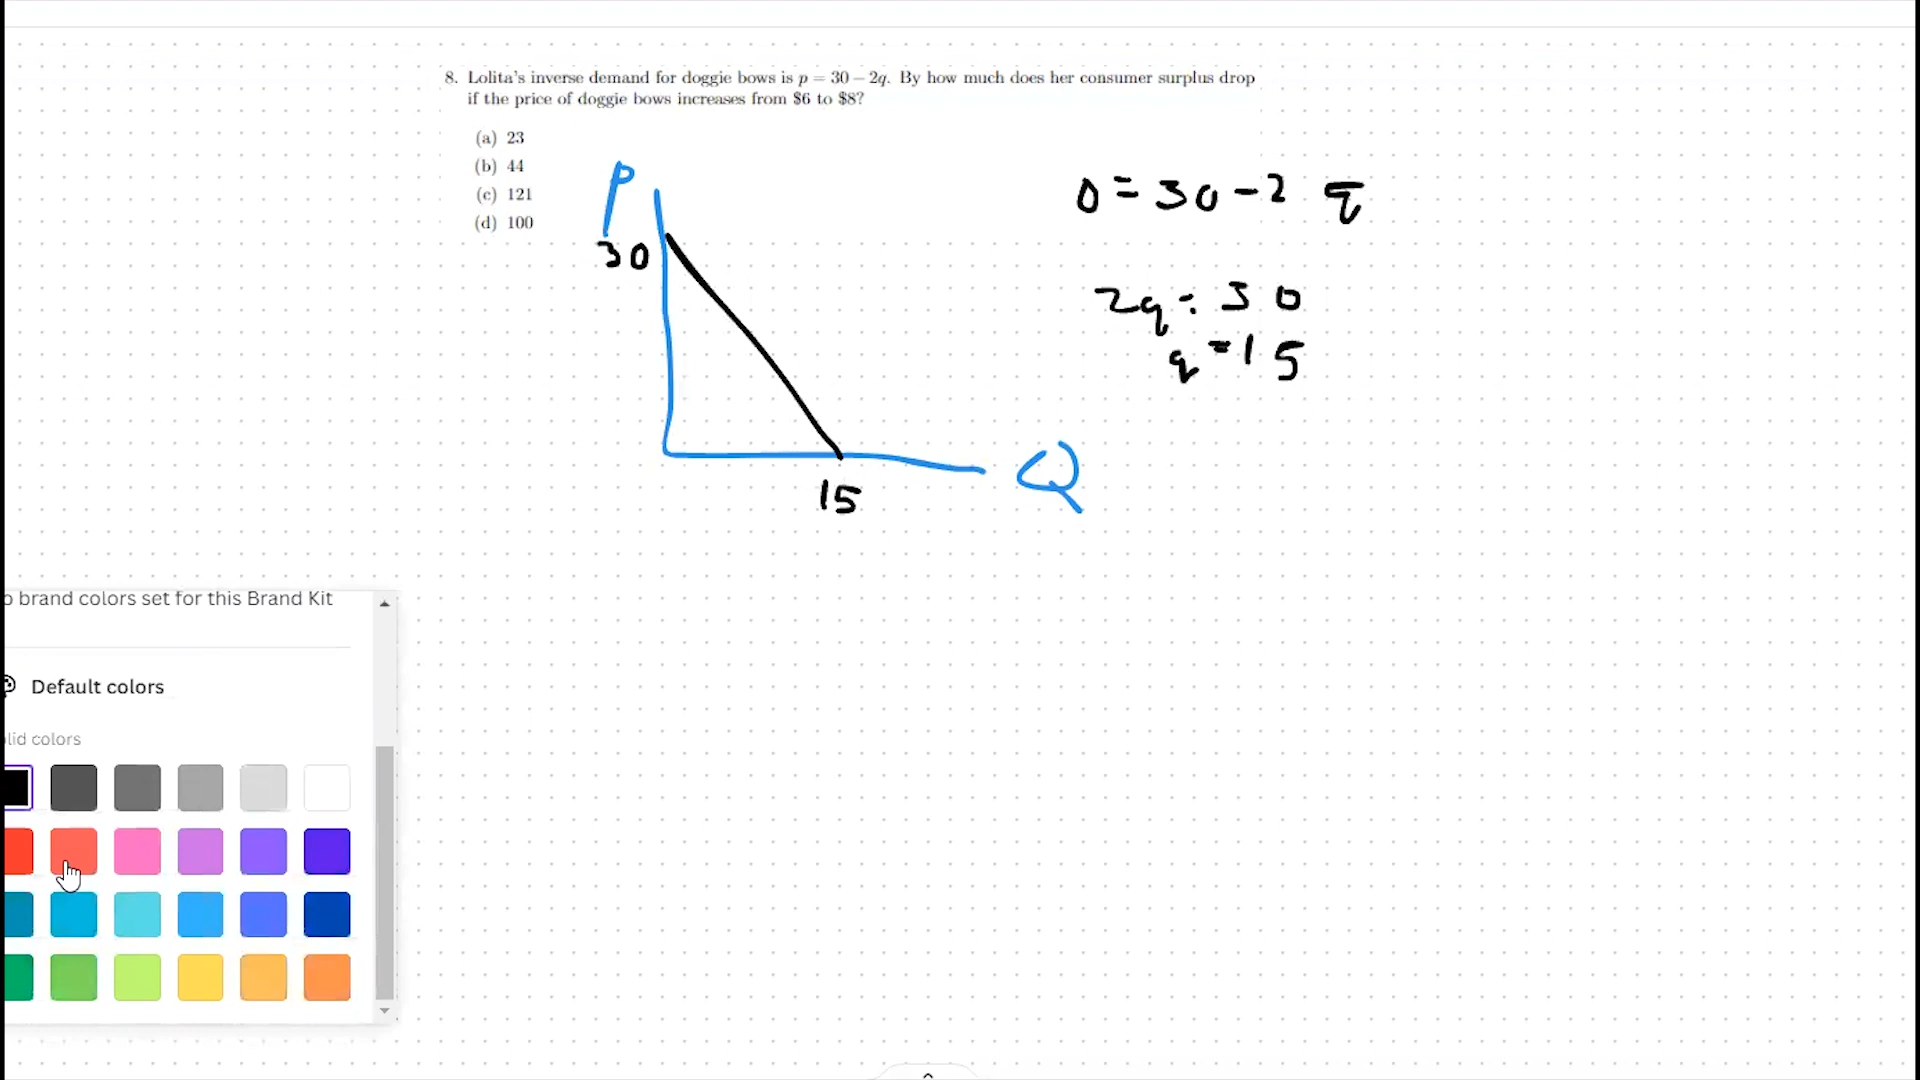 8. Lolita's inverse demand for doggie bows is p = 30 − 2q. By how much does her consumer surplus drop
if the price of doggie bows increases from $6 to $8?
(a) 23
(b) 44
(c) 121
(d) 100
P
30
15
Q
0 = 30 - 2 q
2q = 30
q = 15
o brand colors set for this Brand Kit
Default colors
lid colors